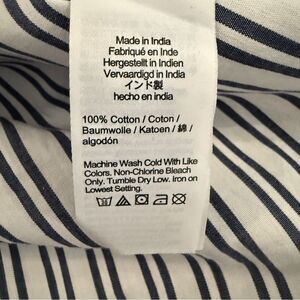 Made in India
Fabriqué en Inde
Hergestellt in Indien
Vervaardigd in India
インド製
hecho en india
100% Cotton / Coton /
Baumwolle / Katoen / 綿 /
algodón
Machine Wash Cold With Like
Colors. Non-Chlorine Bleach
Only. Tumble Dry Low. Iron on
Lowest Setting.